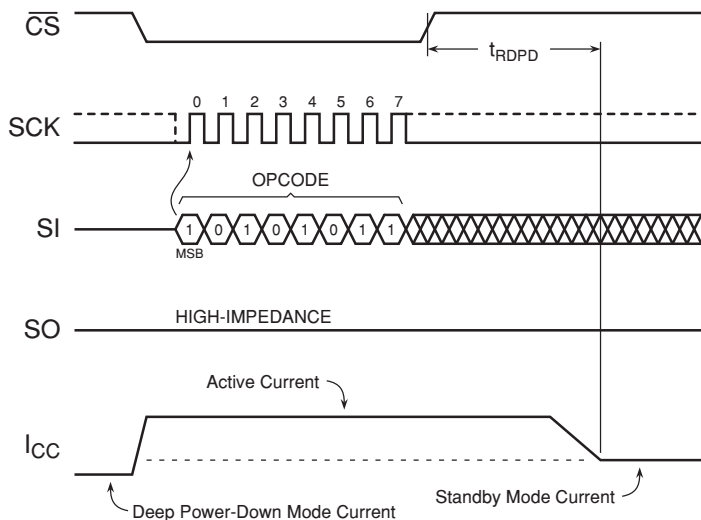 CS
tRDPD
0 1 2 3 4 5 6 7
SCK
OPCODE
SI
1 0 1 0 1 0 1 1
MSB
HIGH-IMPEDANCE
SO
Active Current
ICC
Standby Mode Current
Deep Power-Down Mode Current